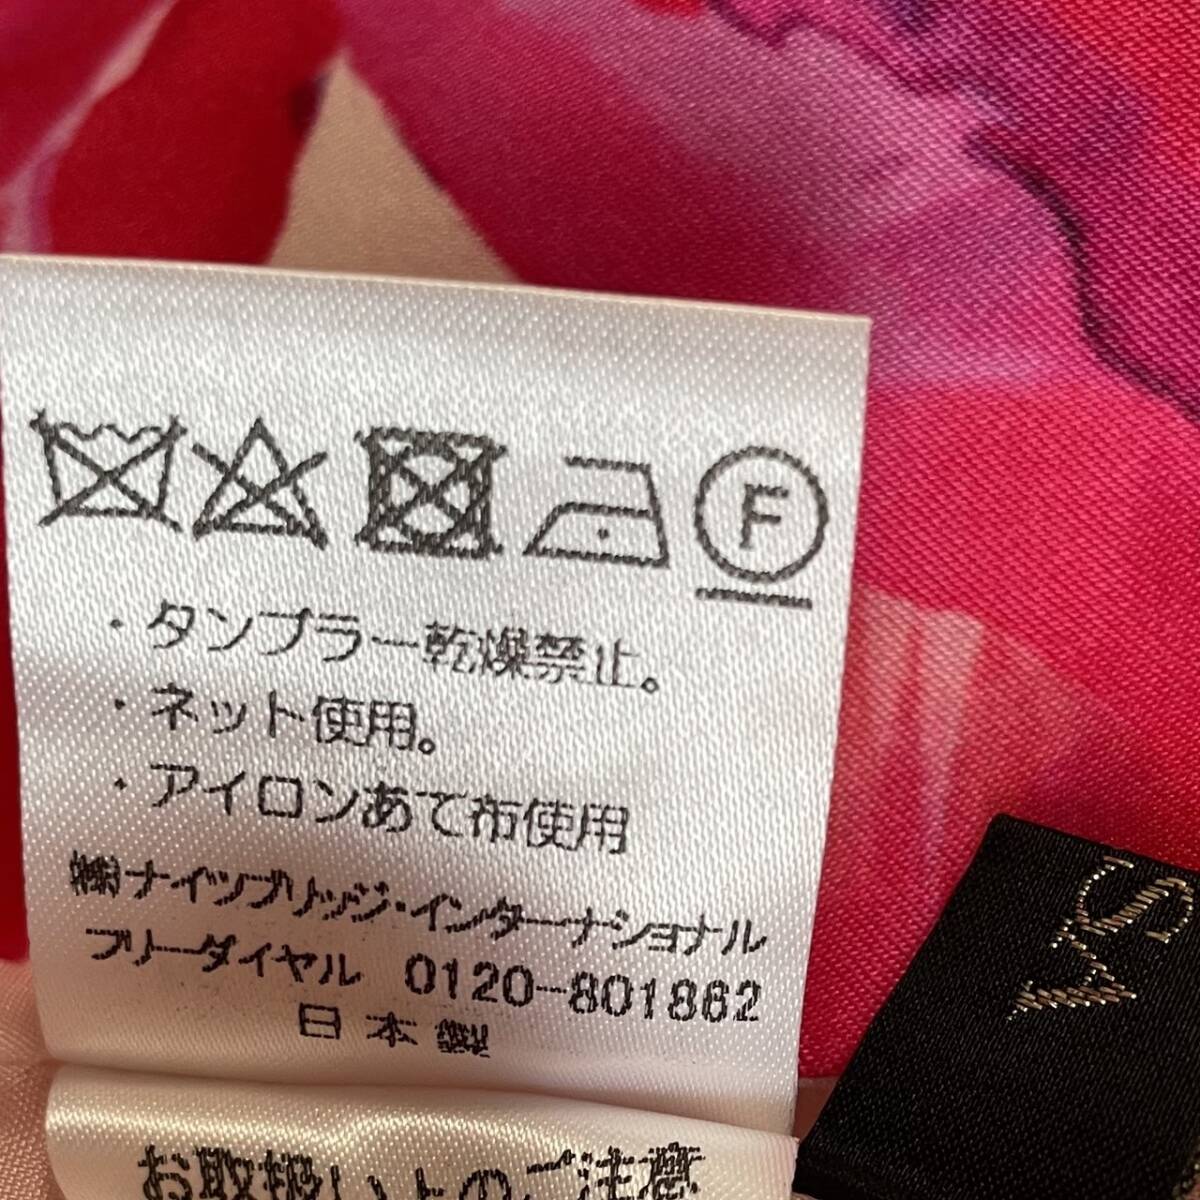 F
・タンブラー乾燥禁止。
・ネット使用。
・アイロンあて布使用
㈱ナイツブリッジ・インターナショナル
フリーダイヤル 0120-801862
日本製
お取扱い上のご注意